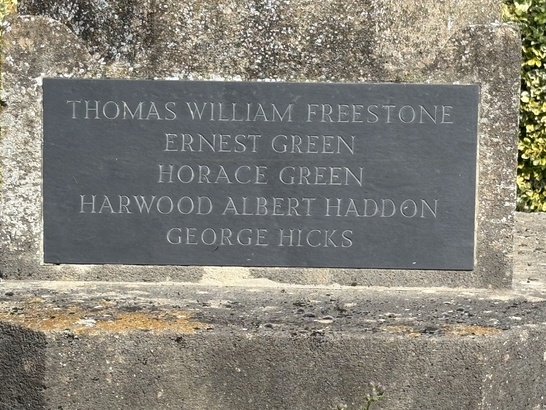 THOMAS WILLIAM FREESTONE
ERNEST GREEN
HORACE GREEN
HARWOOD ALBERT HADDON
GEORGE HICKS